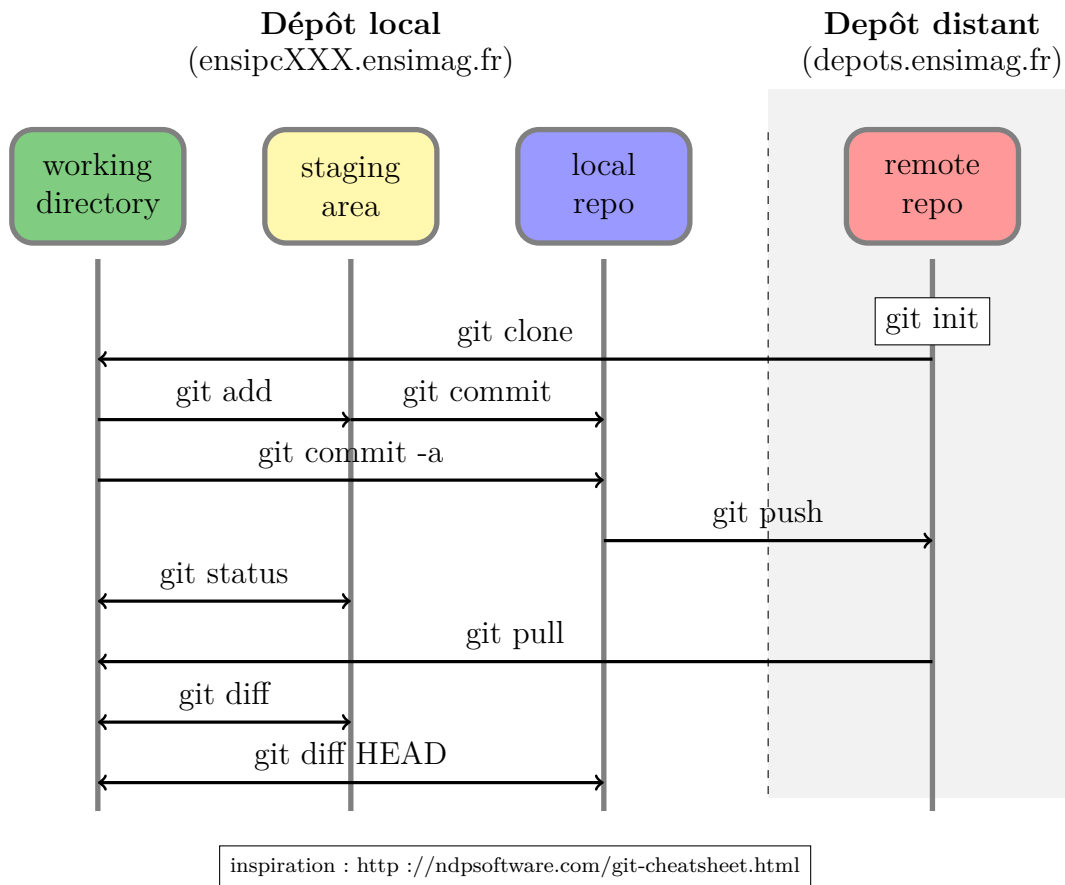 Dépôt local
(ensipcXXX.ensimag.fr)
Depôt distant
(depots.ensimag.fr)
working
directory
staging
area
local
repo
remote
repo
git init
git clone
git add
git commit
git commit -a
git push
git status
git pull
git diff
git diff HEAD
inspiration : http ://ndpsoftware.com/git-cheatsheet.html